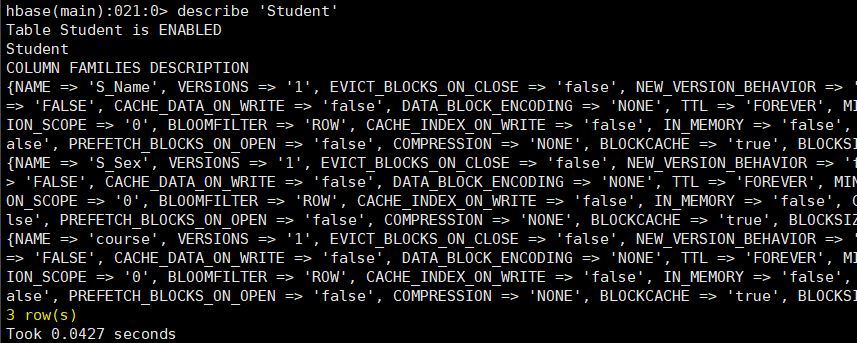 hbase(main):021:0> describe 'Student'
Table Student is ENABLED
Student
COLUMN FAMILIES DESCRIPTION
{NAME => 'S_Name', VERSIONS => '1', EVICT_BLOCKS_ON_CLOSE => 'false', NEW_VERSION_BEHAVIOR => '
=> 'FALSE', CACHE_DATA_ON_WRITE => 'false', DATA_BLOCK_ENCODING => 'NONE', TTL => 'FOREVER', MI
ION_SCOPE => '0', BLOOMFILTER => 'ROW', CACHE_INDEX_ON_WRITE => 'false', IN_MEMORY => 'false',
alse', PREFETCH_BLOCKS_ON_OPEN => 'false', COMPRESSION => 'NONE', BLOCKCACHE => 'true', BLOCKSI
{NAME => 'S_Sex', VERSIONS => '1', EVICT_BLOCKS_ON_CLOSE => 'false', NEW_VERSION_BEHAVIOR => 'f
> 'FALSE', CACHE_DATA_ON_WRITE => 'false', DATA_BLOCK_ENCODING => 'NONE', TTL => 'FOREVER', MIN
ON_SCOPE => '0', BLOOMFILTER => 'ROW', CACHE_INDEX_ON_WRITE => 'false', IN_MEMORY => 'false', C
lse', PREFETCH_BLOCKS_ON_OPEN => 'false', COMPRESSION => 'NONE', BLOCKCACHE => 'true', BLOCKSIZ
{NAME => 'course', VERSIONS => '1', EVICT_BLOCKS_ON_CLOSE => 'false', NEW_VERSION_BEHAVIOR => '
=> 'FALSE', CACHE_DATA_ON_WRITE => 'false', DATA_BLOCK_ENCODING => 'NONE', TTL => 'FOREVER', MI
ION_SCOPE => '0', BLOOMFILTER => 'ROW', CACHE_INDEX_ON_WRITE => 'false', IN_MEMORY => 'false',
alse', PREFETCH_BLOCKS_ON_OPEN => 'false', COMPRESSION => 'NONE', BLOCKCACHE => 'true', BLOCKSI
3 row(s)
Took 0.0427 seconds